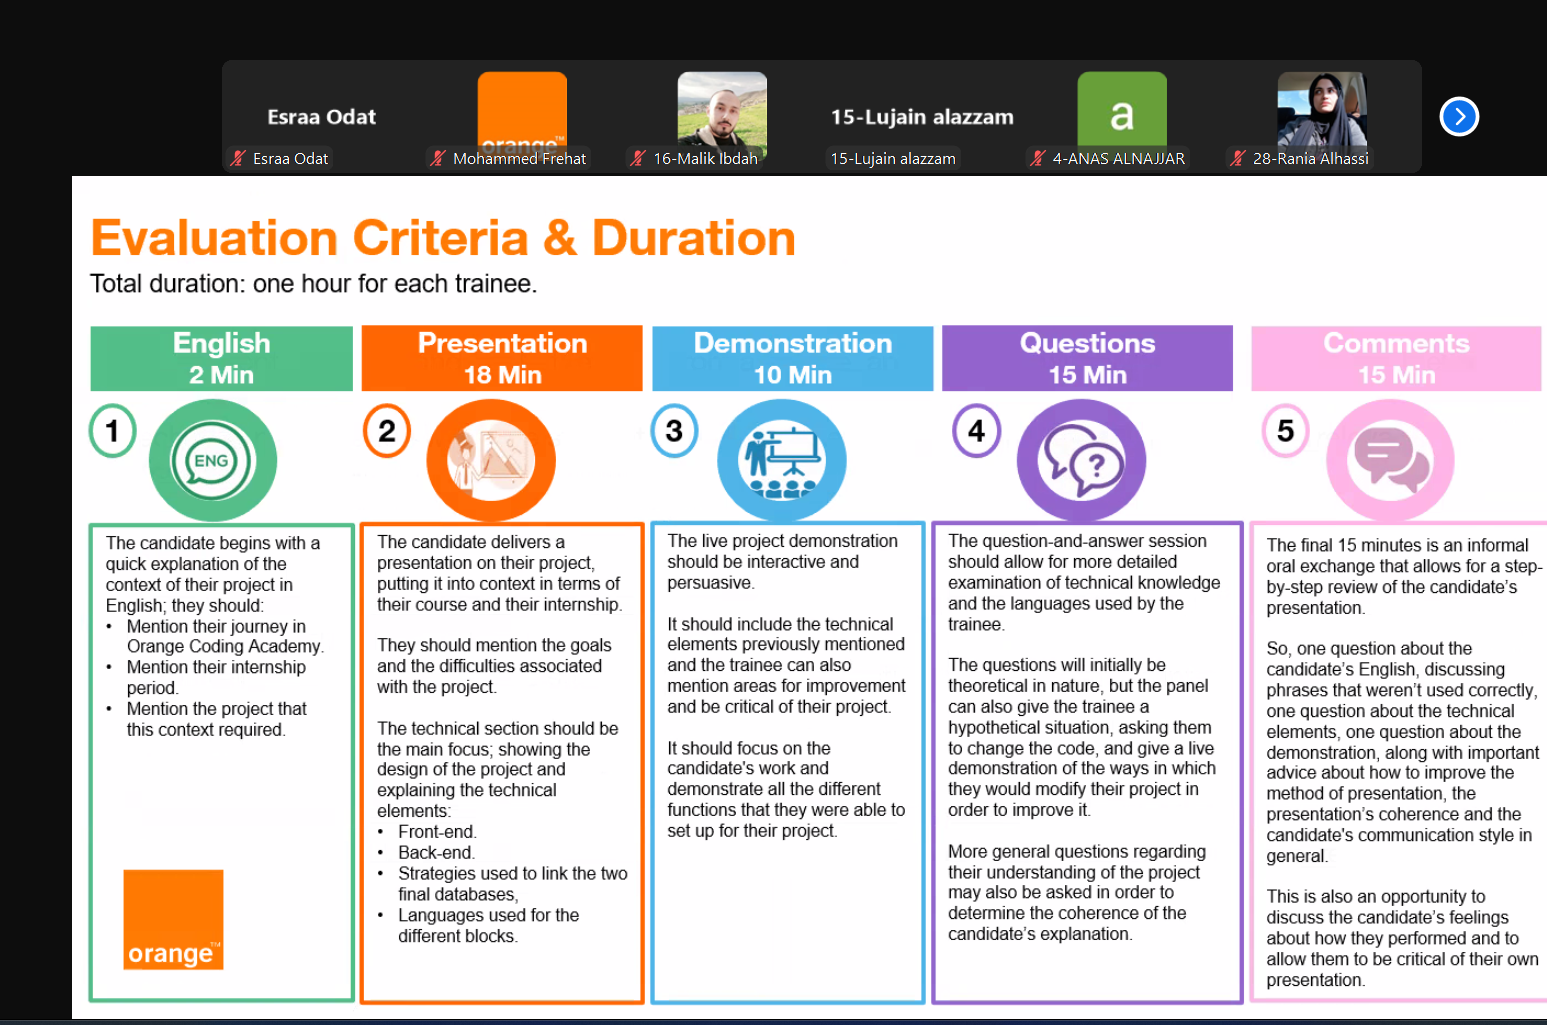 Esraa Odat
15-Lujain alazzam
a
orange™
Esraa Odat
Mohammed Frehat
16-Malik Ibdah
15-Lujain alazzam
4-ANAS ALNAJJAR
28-Rania Alhassi
Evaluation Criteria & Duration
Total duration: one hour for each trainee.
English
2 Min
1
ENG
The candidate begins with a
quick explanation of the
context of their project in
English; they should:
• Mention their journey in
Orange Coding Academy.
• Mention their internship
period.
• Mention the project that
this context required.
orange™
Presentation
18 Min
2
The candidate delivers a
presentation on their project,
putting it into context in terms of
their course and their internship.
They should mention the goals
and the difficulties associated
with the project.
The technical section should be
the main focus; showing the
design of the project and
explaining the technical
elements:
• Front-end.
• Back-end.
• Strategies used to link the two
final databases,
• Languages used for the
different blocks.
Demonstration
10 Min
3
The live project demonstration
should be interactive and
persuasive.
It should include the technical
elements previously mentioned
and the trainee can also
mention areas for improvement
and be critical of their project.
It should focus on the
candidate's work and
demonstrate all the different
functions that they were able to
set up for their project.
Questions
15 Min
4
?
The question-and-answer session
should allow for more detailed
examination of technical knowledge
and the languages used by the
trainee.
The questions will initially be
theoretical in nature, but the panel
can also give the trainee a
hypothetical situation, asking them
to change the code, and give a live
demonstration of the ways in which
they would modify their project in
order to improve it.
More general questions regarding
their understanding of the project
may also be asked in order to
determine the coherence of the
candidate's explanation.
Comments
15 Min
5
The final 15 minutes is an informal
oral exchange that allows for a step-
by-step review of the candidate's
presentation.
So, one question about the
candidate's English, discussing
phrases that weren't used correctly,
one question about the technical
elements, one question about the
demonstration, along with important
advice about how to improve the
method of presentation, the
presentation's coherence and the
candidate's communication style in
general.
This is also an opportunity to
discuss the candidate's feelings
about how they performed and to
allow them to be critical of their own
presentation.